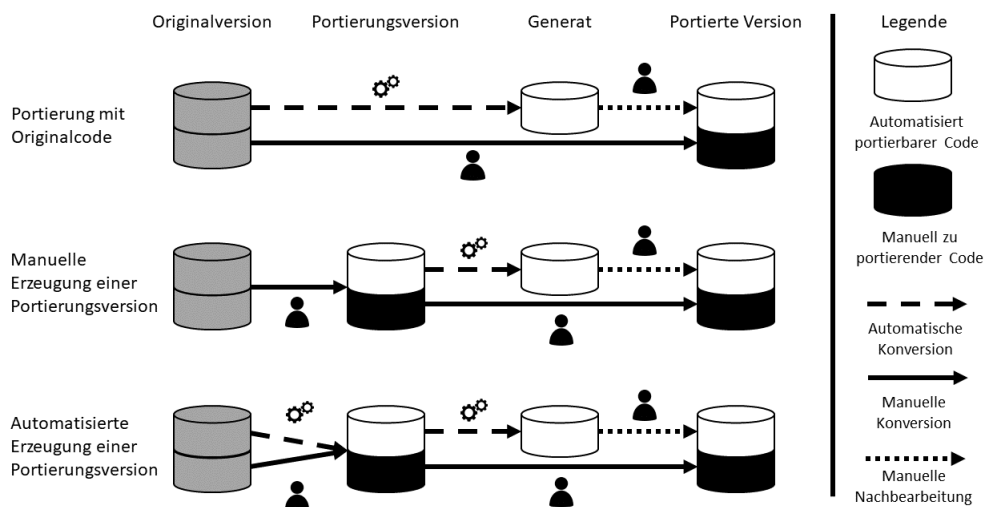 Originalversion
Portierungsversion
Generat
Portierte Version
Legende
Portierung mit
Originalcode
Automatisiert
portierbarer Code
Manuelle
Erzeugung einer
Portierungsversion
Manuell zu
portierender Code
Automatische
Konversion
Automatisierte
Erzeugung einer
Portierungsversion
Manuelle
Konversion
Manuelle
Nachbearbeitung